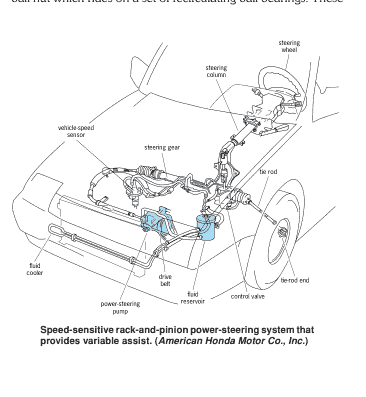 ball nut which rides on a set of recirculating ball bearings. These
steering
wheel
steering
column
vehicle-speed
sensor
steering gear
tie rod
fluid
cooler
drive
belt
tie-rod end
fluid
reservoir
control valve
power-steering
pump
Speed-sensitive rack-and-pinion power-steering system that
provides variable assist. (American Honda Motor Co., Inc.)